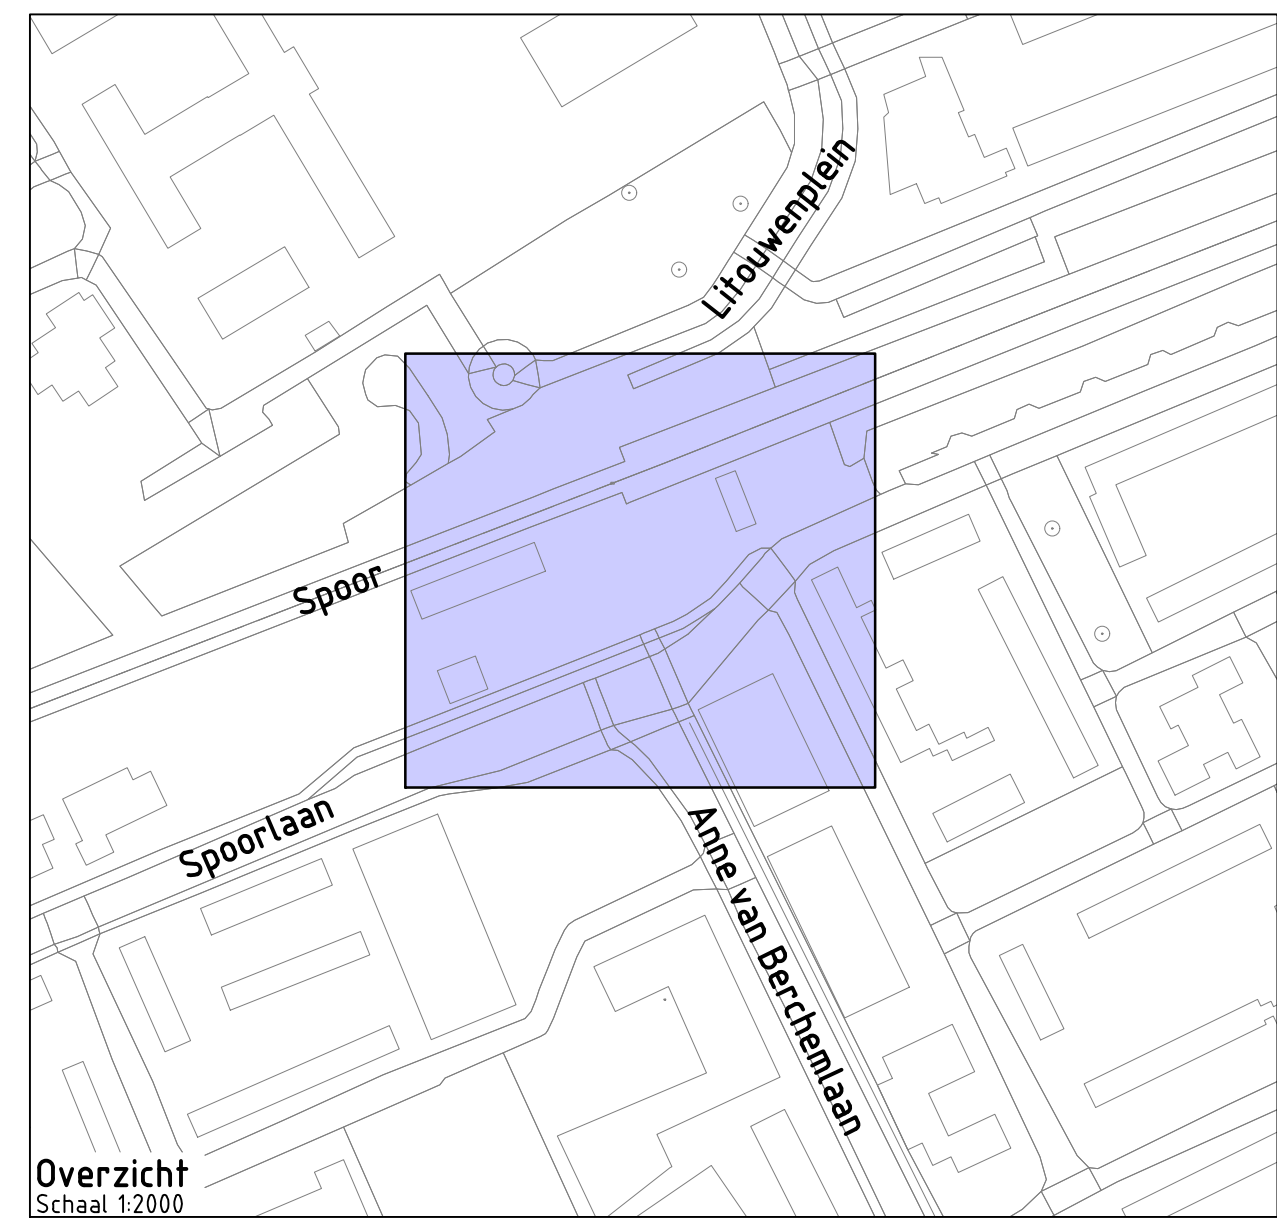 Litouwenplein
Spoor
Spoorlaan
Anne van Berchemlaan
Overzicht
Schaal 1:2000